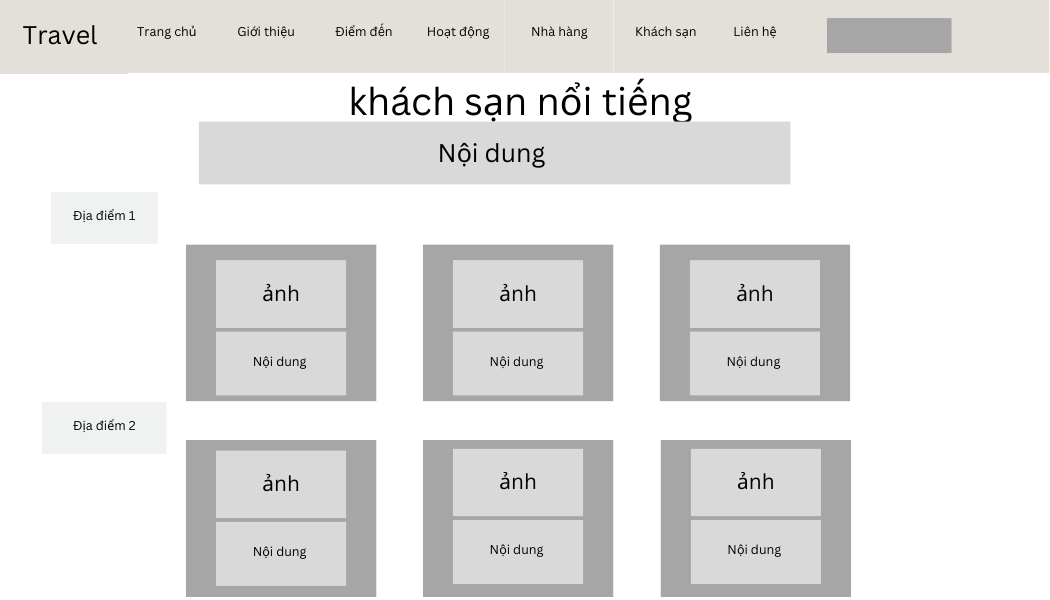 Travel
Trang chủ
Giới thiệu
Điểm đến
Hoạt động
Nhà hàng
Khách sạn
Liên hệ
khách sạn nổi tiếng
Nội dung
Địa điểm 1
ảnh
ảnh
ảnh
Nội dung
Nội dung
Nội dung
Địa điểm 2
ảnh
ảnh
ảnh
Nội dung
Nội dung
Nội dung